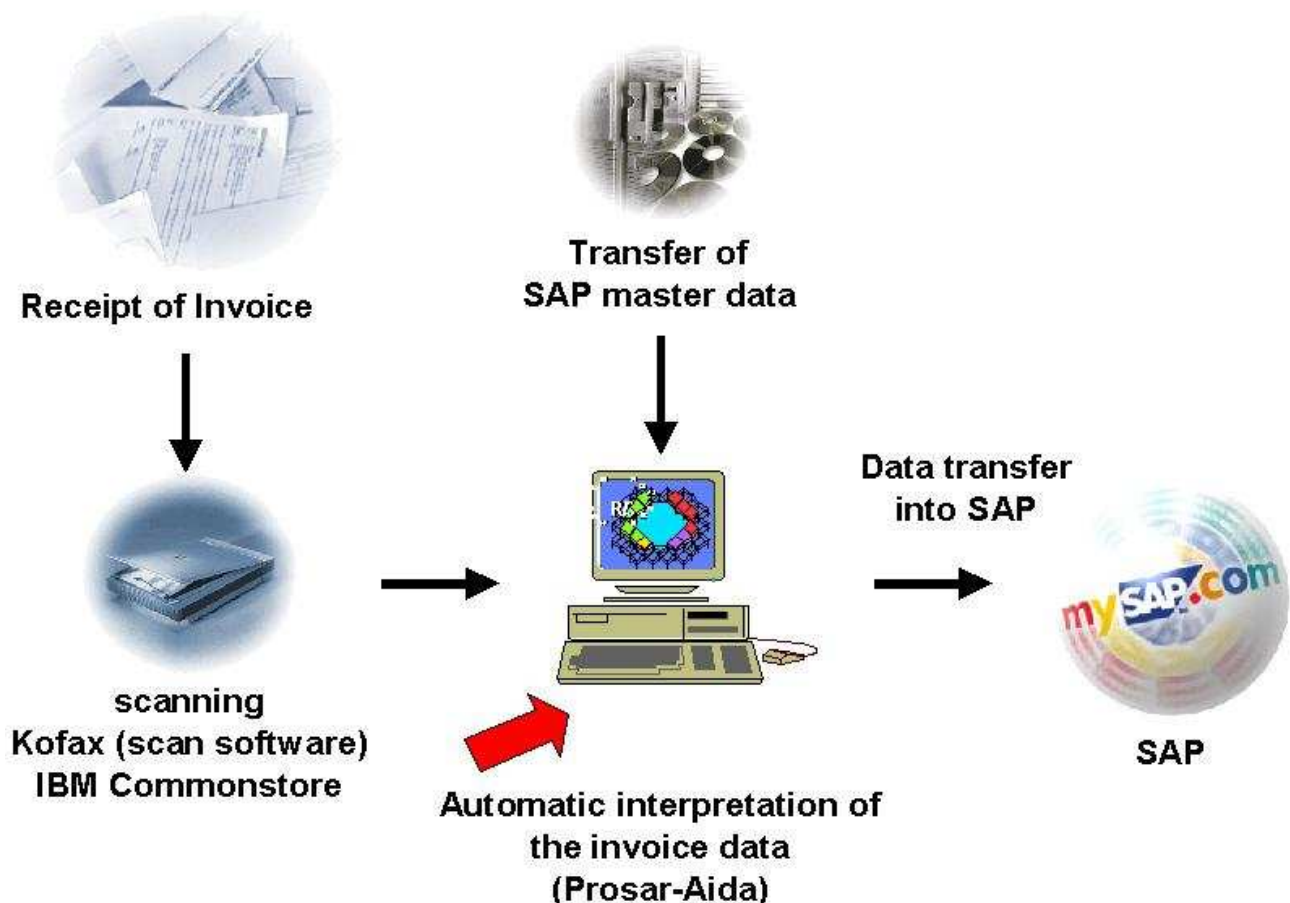 Receipt of Invoice
Transfer of
SAP master data
scanning
Kofax (scan software)
IBM Commonstore
Automatic interpretation of
the invoice data
(Prosar-Aida)
Data transfer
into SAP
mySAP.com
SAP